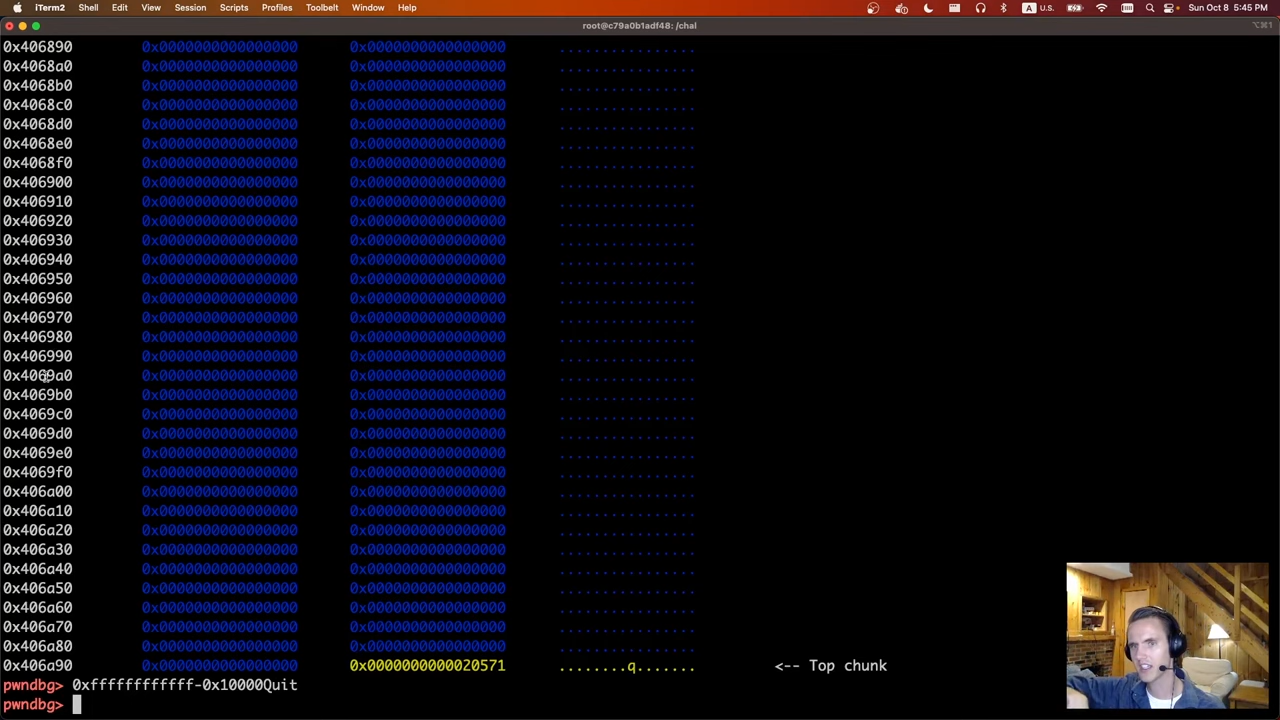 iTerm2 Shell Edit View Session Scripts Profiles Toolbelt Window Help A U.S. Sun Oct 8 5:45 PM
root@c79a0b1adf48: /chal ⌥⌘1
0x406890 0x0000000000000000 0x0000000000000000 ................
0x4068a0 0x0000000000000000 0x0000000000000000 ................
0x4068b0 0x0000000000000000 0x0000000000000000 ................
0x4068c0 0x0000000000000000 0x0000000000000000 ................
0x4068d0 0x0000000000000000 0x0000000000000000 ................
0x4068e0 0x0000000000000000 0x0000000000000000 ................
0x4068f0 0x0000000000000000 0x0000000000000000 ................
0x406900 0x0000000000000000 0x0000000000000000 ................
0x406910 0x0000000000000000 0x0000000000000000 ................
0x406920 0x0000000000000000 0x0000000000000000 ................
0x406930 0x0000000000000000 0x0000000000000000 ................
0x406940 0x0000000000000000 0x0000000000000000 ................
0x406950 0x0000000000000000 0x0000000000000000 ................
0x406960 0x0000000000000000 0x0000000000000000 ................
0x406970 0x0000000000000000 0x0000000000000000 ................
0x406980 0x0000000000000000 0x0000000000000000 ................
0x406990 0x0000000000000000 0x0000000000000000 ................
0x4069a0 0x0000000000000000 0x0000000000000000 ................
0x4069b0 0x0000000000000000 0x0000000000000000 ................
0x4069c0 0x0000000000000000 0x0000000000000000 ................
0x4069d0 0x0000000000000000 0x0000000000000000 ................
0x4069e0 0x0000000000000000 0x0000000000000000 ................
0x4069f0 0x0000000000000000 0x0000000000000000 ................
0x406a00 0x0000000000000000 0x0000000000000000 ................
0x406a10 0x0000000000000000 0x0000000000000000 ................
0x406a20 0x0000000000000000 0x0000000000000000 ................
0x406a30 0x0000000000000000 0x0000000000000000 ................
0x406a40 0x0000000000000000 0x0000000000000000 ................
0x406a50 0x0000000000000000 0x0000000000000000 ................
0x406a60 0x0000000000000000 0x0000000000000000 ................
0x406a70 0x0000000000000000 0x0000000000000000 ................
0x406a80 0x0000000000000000 0x0000000000000000 ................
0x406a90 0x0000000000000000 0x0000000000020571 ........q....... <-- Top chunk
pwndbg> 0xffffffffffff-0x10000Quit
pwndbg>